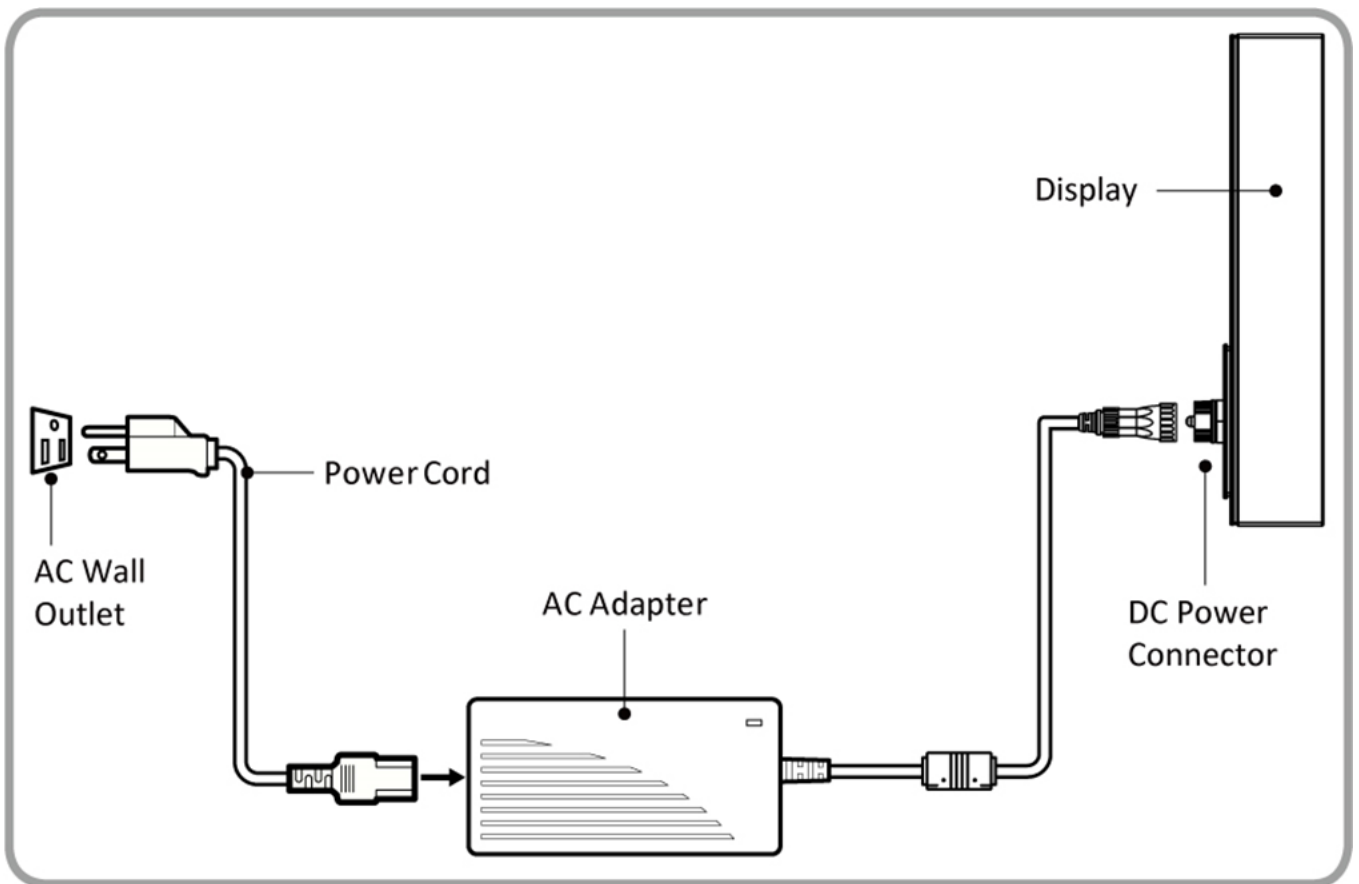 Display
Power Cord
AC Wall
Outlet
AC Adapter
DC Power
Connector